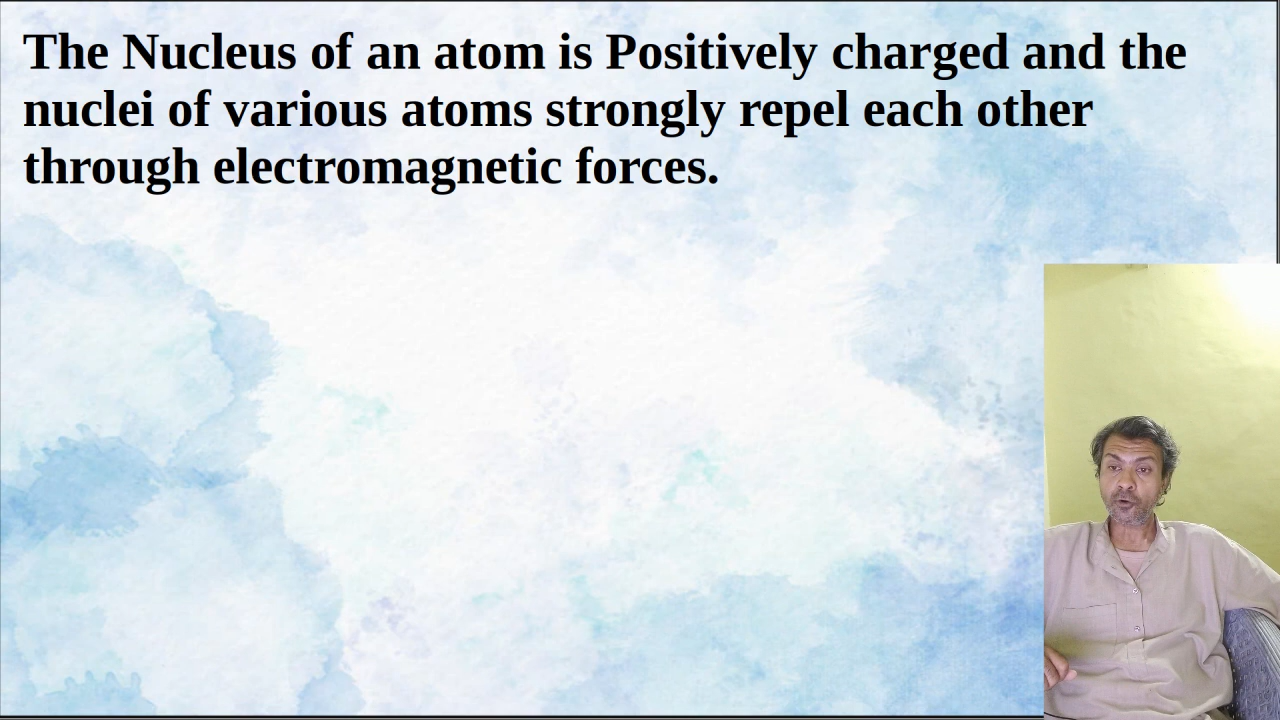 The Nucleus of an atom is Positively charged and the
nuclei of various atoms strongly repel each other
through electromagnetic forces.